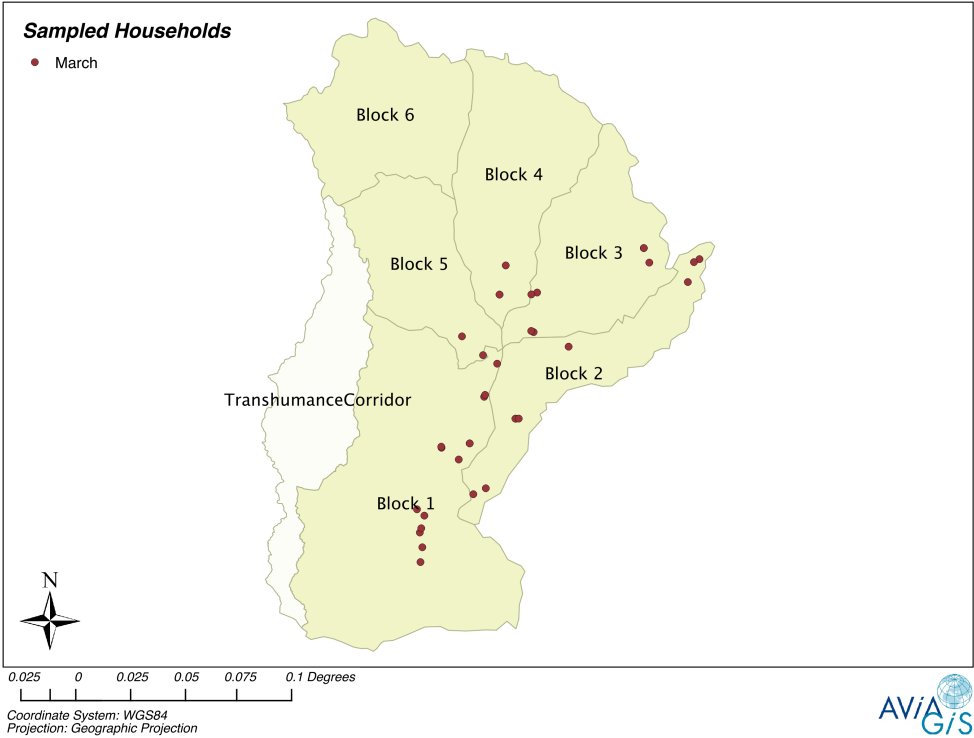 Sampled Households
March
Block 6
Block 4
Block 3
Block 5
Block 2
TranshumanceCorridor
Block 1
N
0.025 0 0.025 0.05 0.075 0.1 Degrees
Coordinate System: WGS84
Projection: Geographic Projection
AViA
GiS